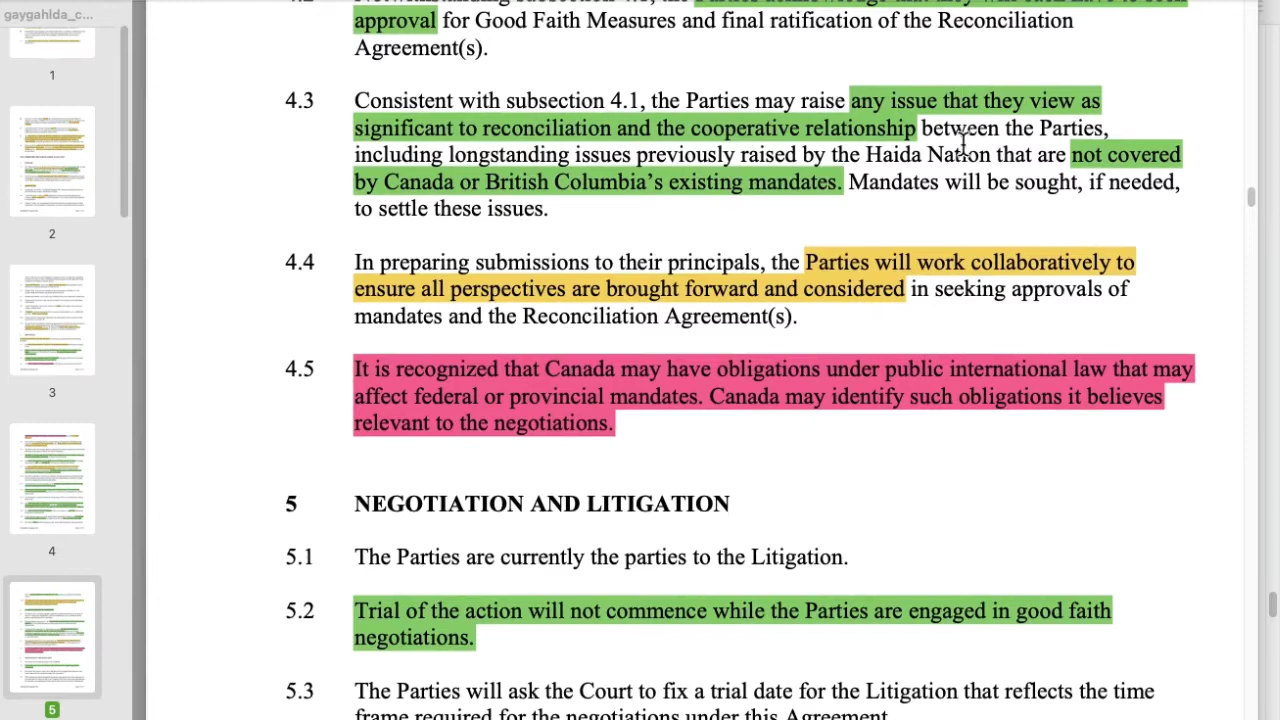 gaygahlda_c...
1
2
3
4
5
approval for Good Faith Measures and final ratification of the Reconciliation
Agreement(s).
4.3 Consistent with subsection 4.1, the Parties may raise any issue that they view as
significant to reconciliation and the cooperative relationship between the Parties,
including longstanding issues previously raised by the Haida Nation that are not covered
by Canada or British Columbia's existing mandates. Mandates will be sought, if needed,
to settle these issues.
4.4 In preparing submissions to their principals, the Parties will work collaboratively to
ensure all perspectives are brought forward and considered in seeking approvals of
mandates and the Reconciliation Agreement(s).
4.5 It is recognized that Canada may have obligations under public international law that may
affect federal or provincial mandates. Canada may identify such obligations it believes
relevant to the negotiations.
5 NEGOTIATION AND LITIGATION
5.1 The Parties are currently the parties to the Litigation.
5.2 Trial of the action will not commence while the Parties are engaged in good faith
negotiations.
5.3 The Parties will ask the Court to fix a trial date for the Litigation that reflects the time
frame required for the negotiations under this Agreement.